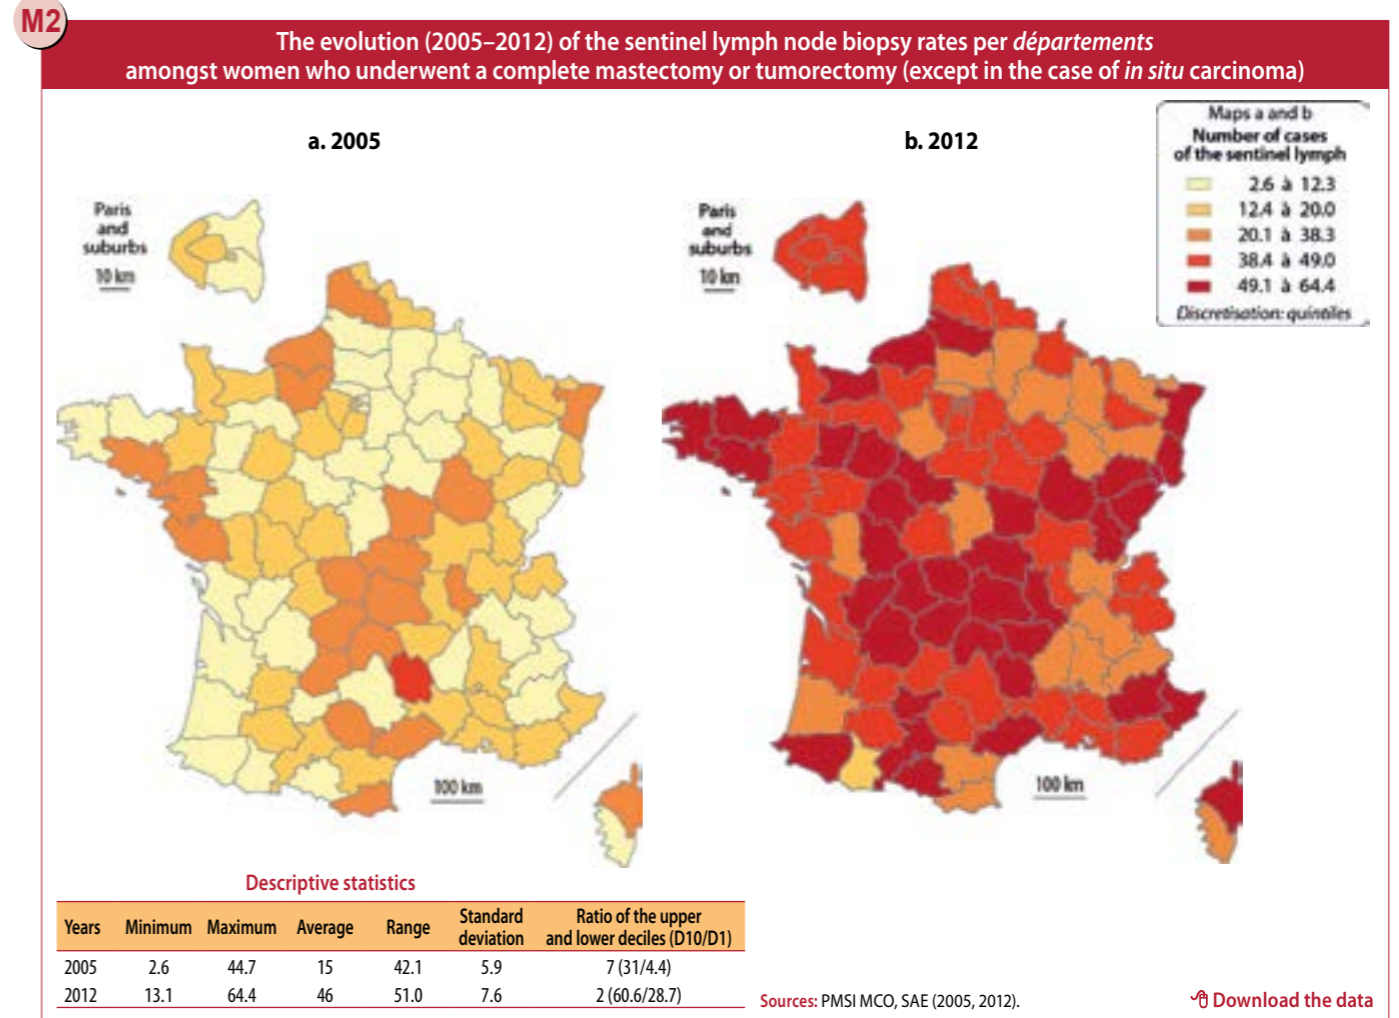 M2
The evolution (2005–2012) of the sentinel lymph node biopsy rates per départements
amongst women who underwent a complete mastectomy or tumorectomy (except in the case of in situ carcinoma)
a. 2005
b. 2012
Maps a and b
Number of cases
of the sentinel lymph
2.6 à 12.3
12.4 à 20.0
20.1 à 38.3
38.4 à 49.0
49.1 à 64.4
Discretisation: quintiles
Paris
and
suburbs
10 km
Paris
and
suburbs
10 km
100 km
100 km
Descriptive statistics
Years Minimum Maximum Average Range Standard deviation Ratio of the upper and lower deciles (D10/D1)
2005 2.6 44.7 15 42.1 5.9 7 (31/4.4)
2012 13.1 64.4 46 51.0 7.6 2 (60.6/28.7)
Sources: PMSI MCO, SAE (2005, 2012).
Download the data